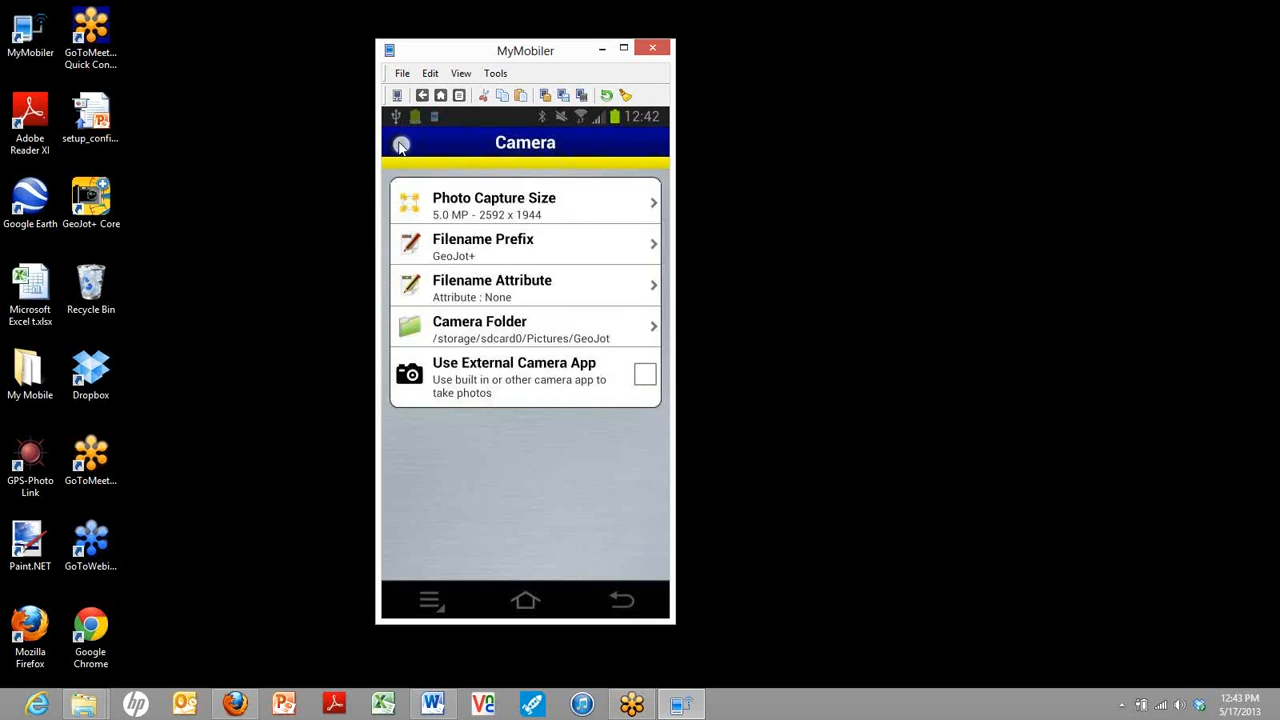 MyMobiler
GoToMeet...
Quick Con...
Adobe
Reader XI
setup_confi...
Google Earth
GeoJot+ Core
Microsoft
Excel t.xlsx
Recycle Bin
My Mobile
Dropbox
GPS-Photo
Link
GoToMeet...
Paint.NET
GoToWebi...
Mozilla
Firefox
Google
Chrome
MyMobiler
File Edit View Tools
12:42
Camera
Photo Capture Size
5.0 MP - 2592 x 1944
Filename Prefix
GeoJot+
Filename Attribute
Attribute : None
Camera Folder
/storage/sdcard0/Pictures/GeoJot
Use External Camera App
Use built in or other camera app to
take photos
12:43 PM
5/17/2013